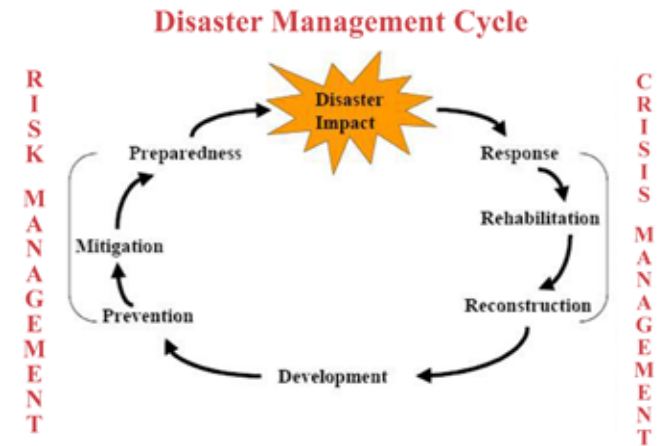 Disaster Management Cycle
RISK MANAGEMENT
CRISIS MANAGEMENT
Disaster
Impact
Preparedness
Response
Rehabilitation
Mitigation
Reconstruction
Prevention
Development